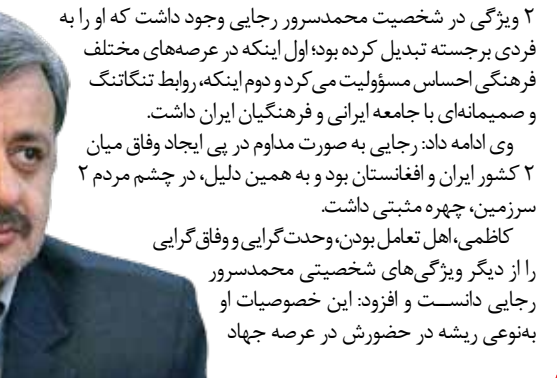 ۲ ویژگی در شخصیت محمدسرور رجایی وجود داشت که او را به
فردی برجسته تبدیل کرده بود؛ اول اینکه در عرصه‌های مختلف
فرهنگی احساس مسؤولیت می‌کرد و دوم اینکه، روابط تنگاتنگ
و صمیمانه‌ای با جامعه ایرانی و فرهنگیان ایران داشت.
وی ادامه داد: رجایی به صورت مداوم در پی ایجاد وفاق میان
۲ کشور ایران و افغانستان بود و به همین دلیل، در چشم مردم ۲
سرزمین، چهره مثبتی داشت.
کاظمی، اهل تعامل بودن، وحدت‌گرایی و وفاق‌گرایی
را از دیگر ویژگی‌های شخصیتی محمدسرور
رجایی دانست و افزود: این خصوصیات او
به‌نوعی ریشه در حضورش در عرصه جهاد